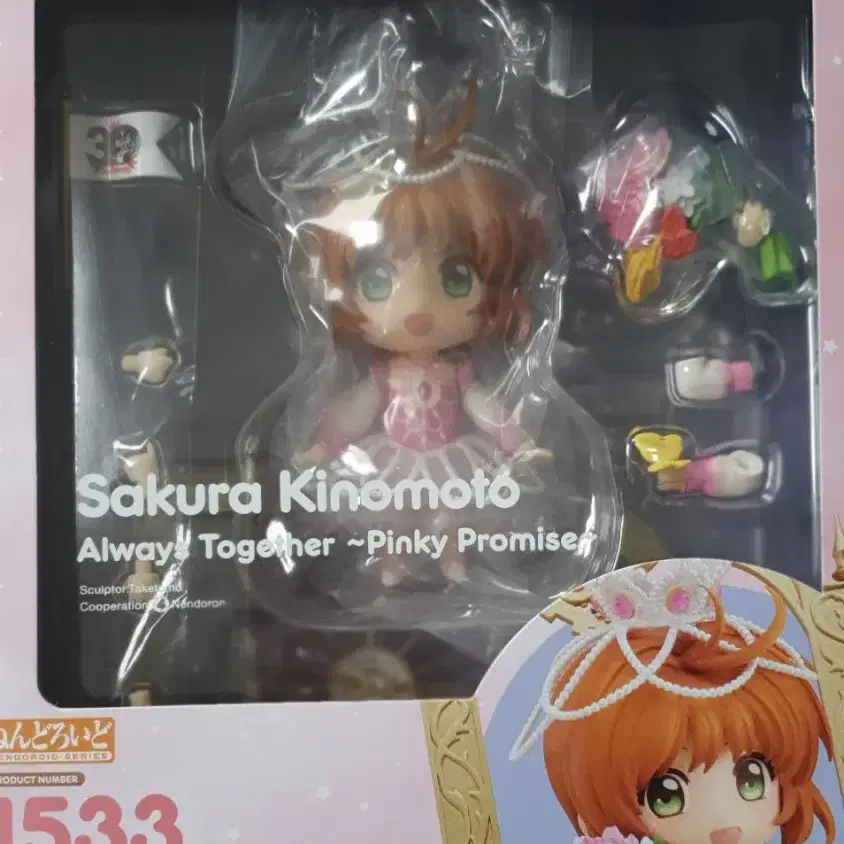 30
Sakura Kinomoto
Always Together ~Pinky Promise~
Sculptor:Taketomo
Cooperation: Nendoron
ねんどろいど
NENDOROID SERIES
PRODUCT NUMBER
1533